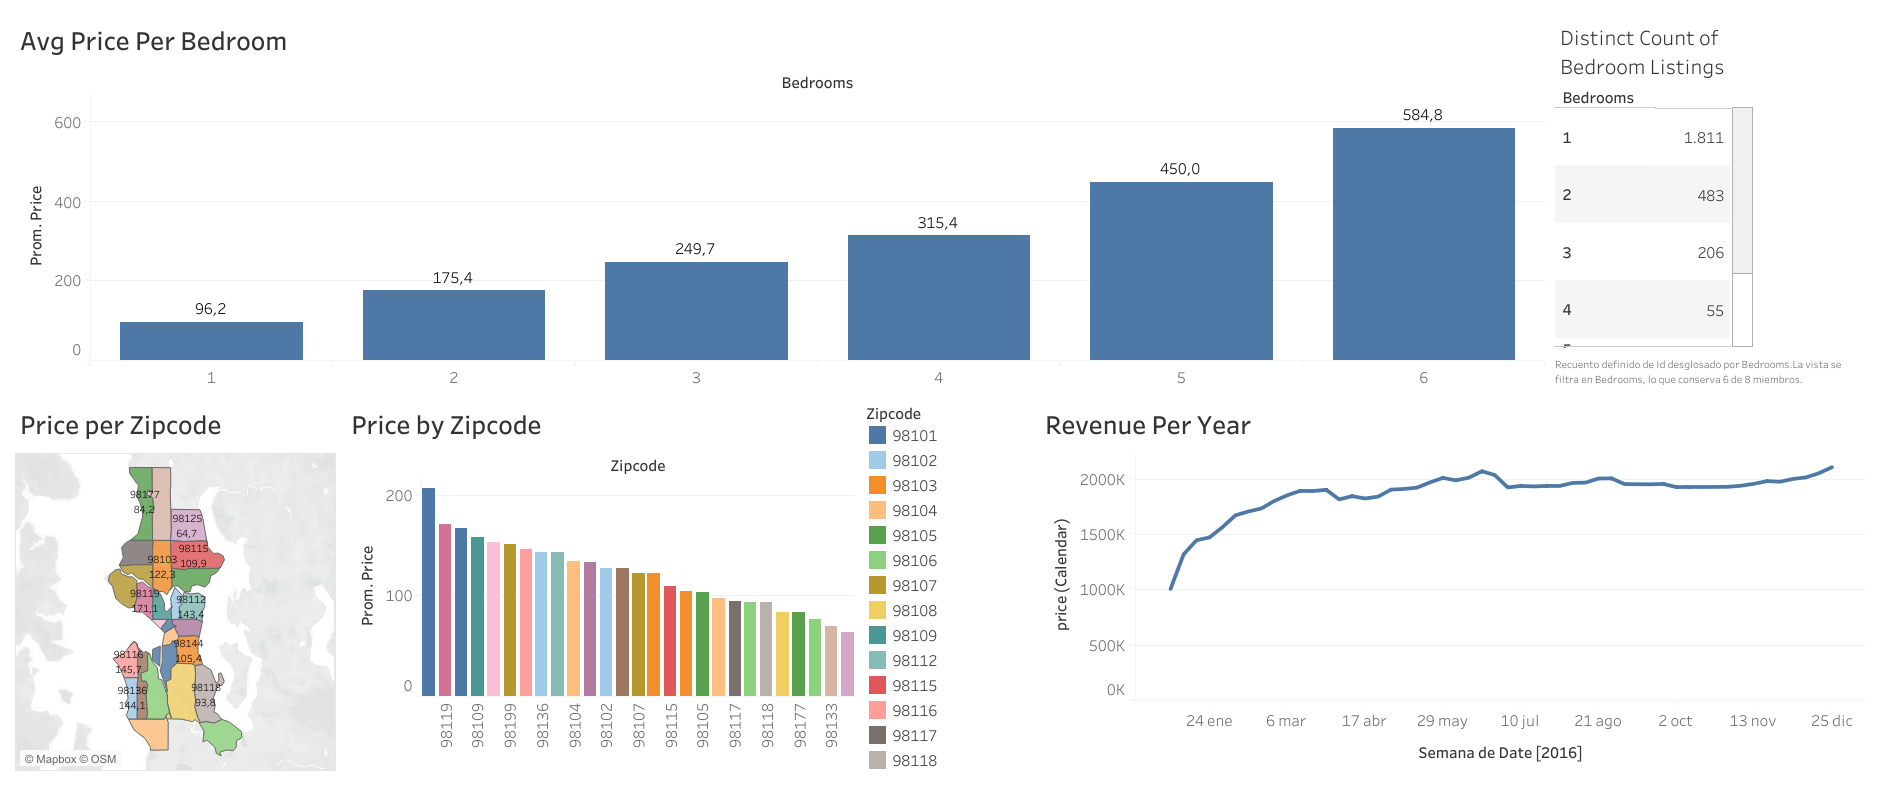 Avg Price Per Bedroom
Bedrooms
Prom. Price
600
400
200
0
96,2
175,4
249,7
315,4
450,0
584,8
1
2
3
4
5
6
Distinct Count of
Bedroom Listings
Bedrooms
1 1.811
2 483
3 206
4 55
Recuento definido de Id desglosado por Bedrooms.La vista se
filtra en Bedrooms, lo que conserva 6 de 8 miembros.
Price per Zipcode
98177
84,2
98125
64,7
98115
109,9
98103
122,3
98119
171,1
98112
143,4
98144
105,4
98116
145,7
98136
144,1
98118
93,8
© Mapbox © OSM
Price by Zipcode
Zipcode
Prom. Price
200
100
0
98119
98109
98199
98136
98104
98102
98107
98115
98105
98117
98118
98177
98133
Zipcode
98101
98102
98103
98104
98105
98106
98107
98108
98109
98112
98115
98116
98117
98118
Revenue Per Year
price (Calendar)
2000K
1500K
1000K
500K
0K
24 ene
6 mar
17 abr
29 may
10 jul
21 ago
2 oct
13 nov
25 dic
Semana de Date [2016]